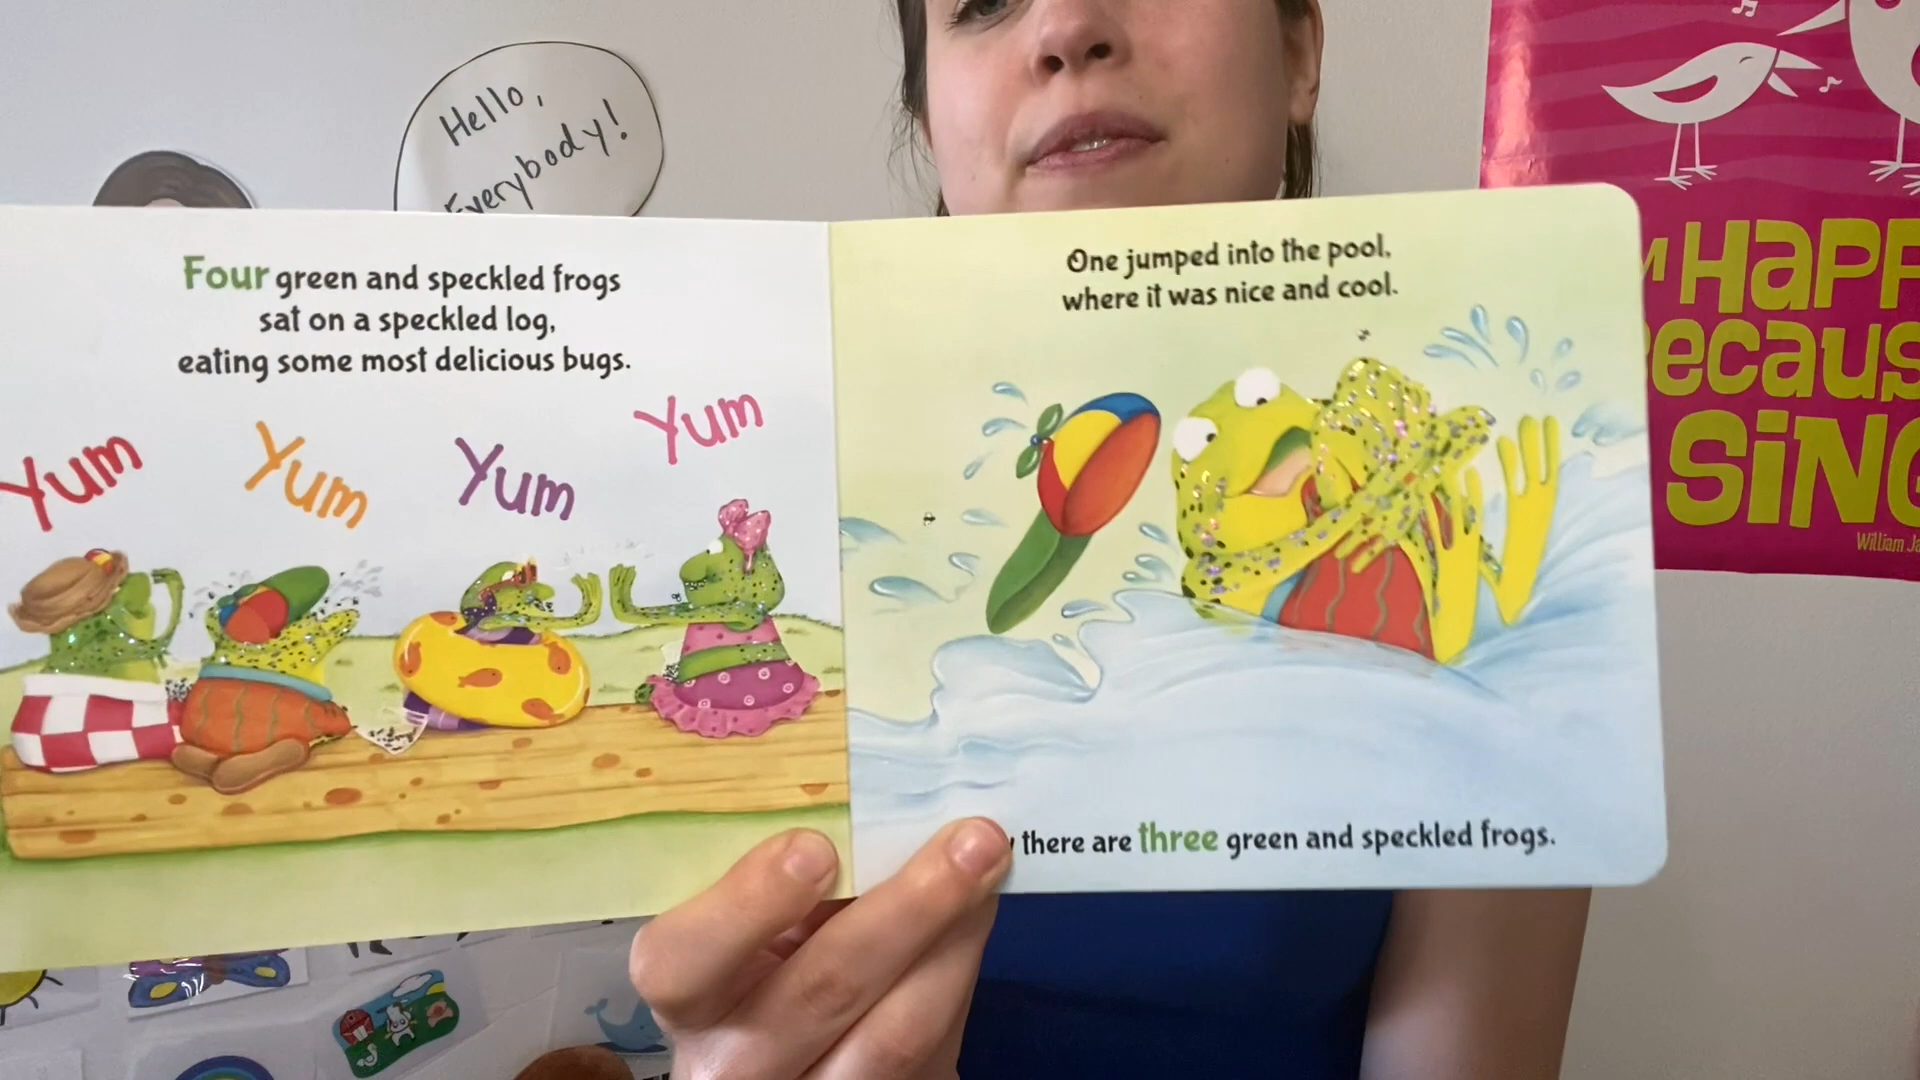 Hello,
Everybody!
Four green and speckled frogs
sat on a speckled log,
eating some most delicious bugs.
Yum
Yum
Yum
Yum
One jumped into the pool,
where it was nice and cool.
there are three green and speckled frogs.
HaPP
ecaus
SiNG
William Ja